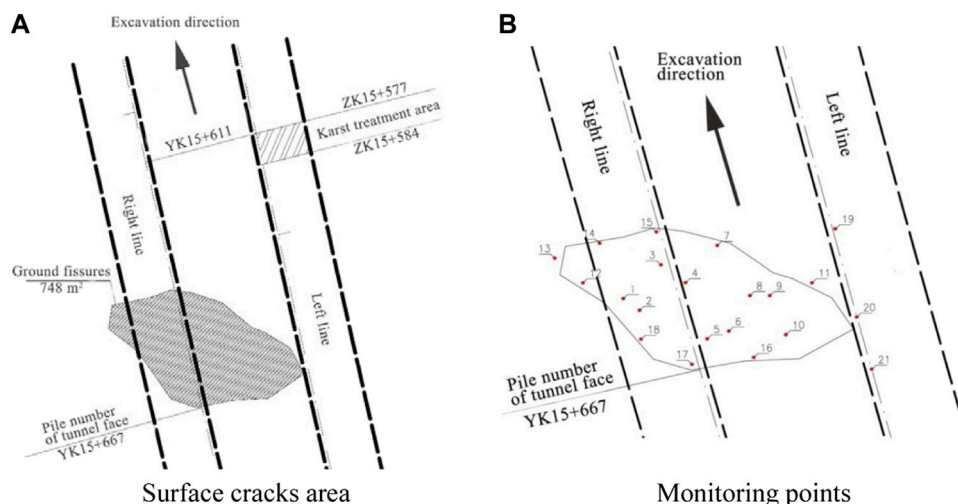 A
Excavation direction
ZK15+577
YK15+611
Karst treatment area
ZK15+584
Right line
Ground fissures
748 m²
Left line
Pile number
of tunnel face
YK15+667
Surface cracks area
B
Excavation
direction
Right line
Left line
19
15
14
7
13
3
12
4
11
1
8
9
2
20
6
18
5
10
16
17
21
Pile number
of tunnel face
YK15+667
Monitoring points